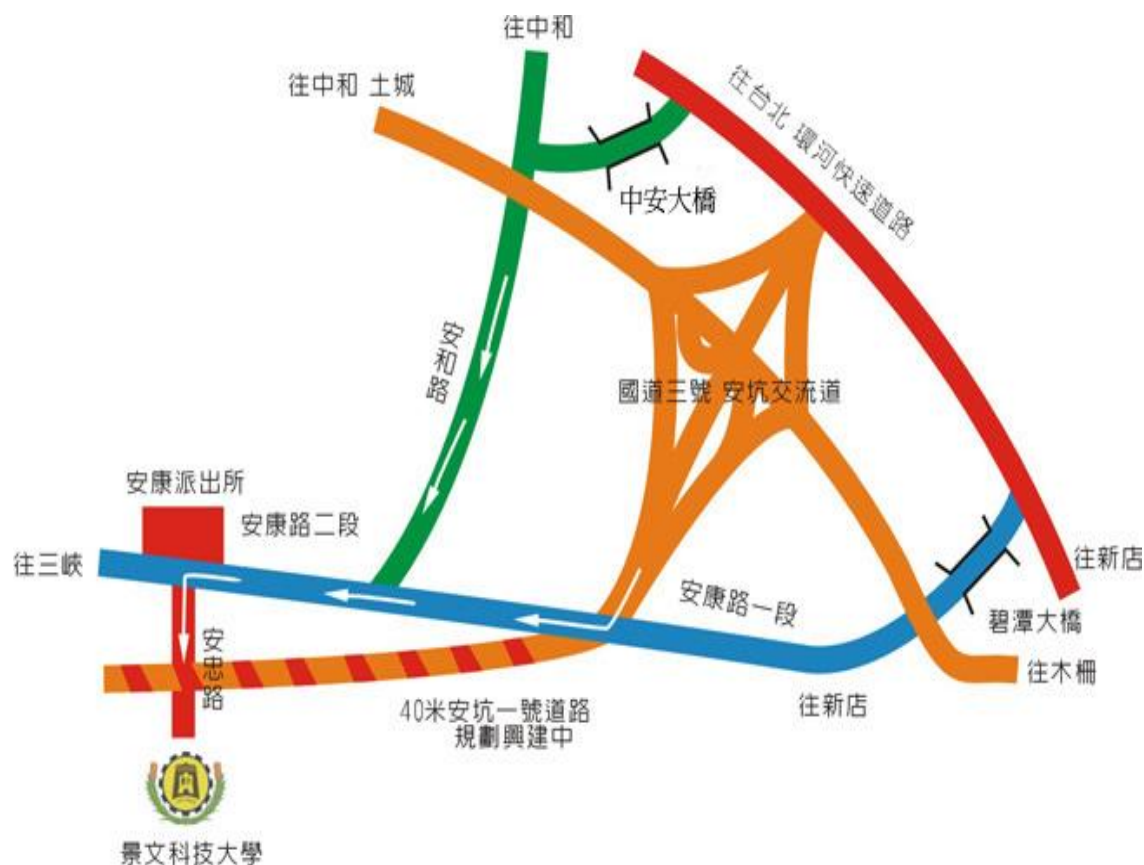 往中和
往中和 土城
往台北 環河快速道路
中安大橋
安和路
國道三號 安坑交流道
安康派出所
安康路二段
往三峽
安康路一段
往新店
碧潭大橋
安忠路
往木柵
往新店
40米安坑一號道路
規劃興建中
景文科技大學